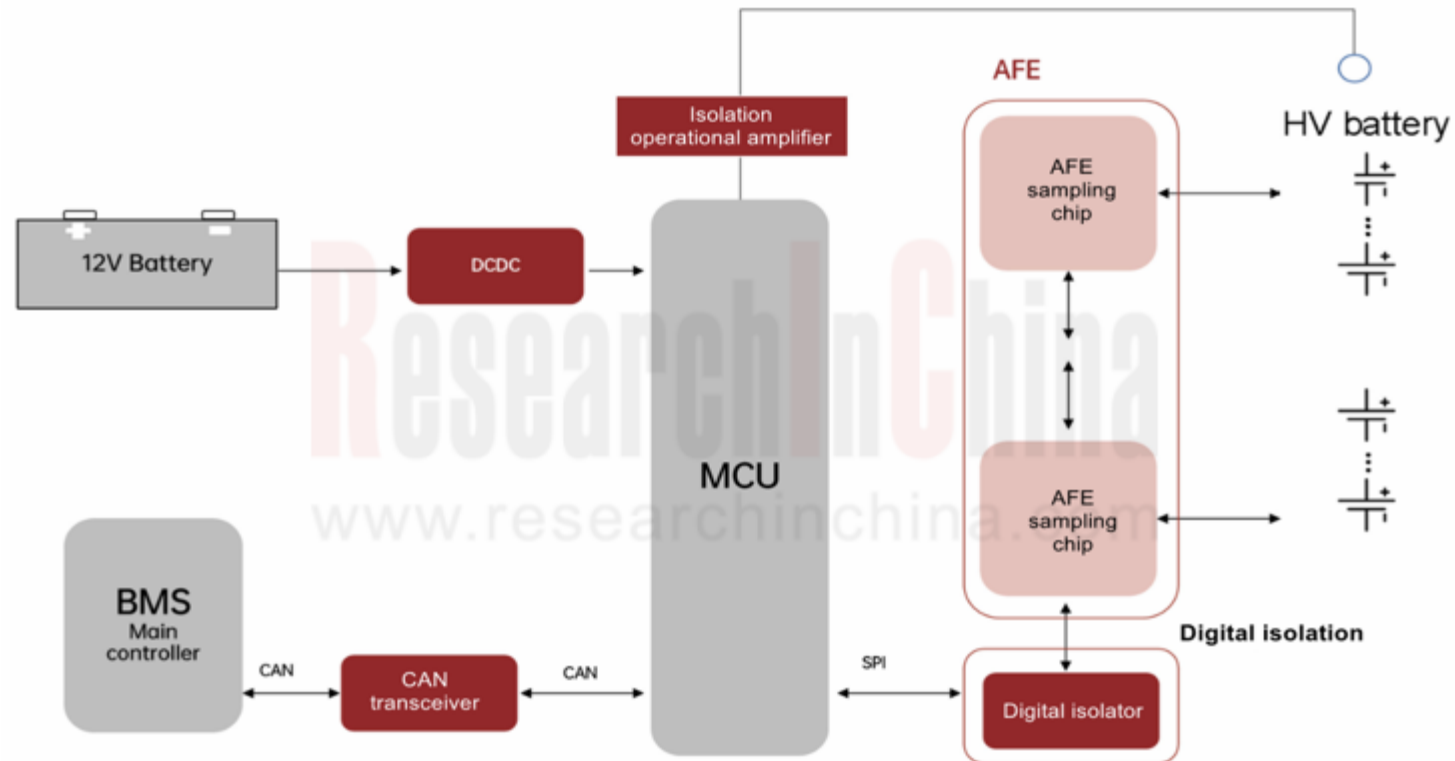 AFE
Isolation
operational amplifier
HV battery
AFE
sampling
chip
12V Battery
DCDC
ResearchInChina
MCU
www.researchinchina.com
AFE
sampling
chip
BMS
Main
controller
Digital isolation
CAN
CAN
transceiver
CAN
SPI
Digital isolator